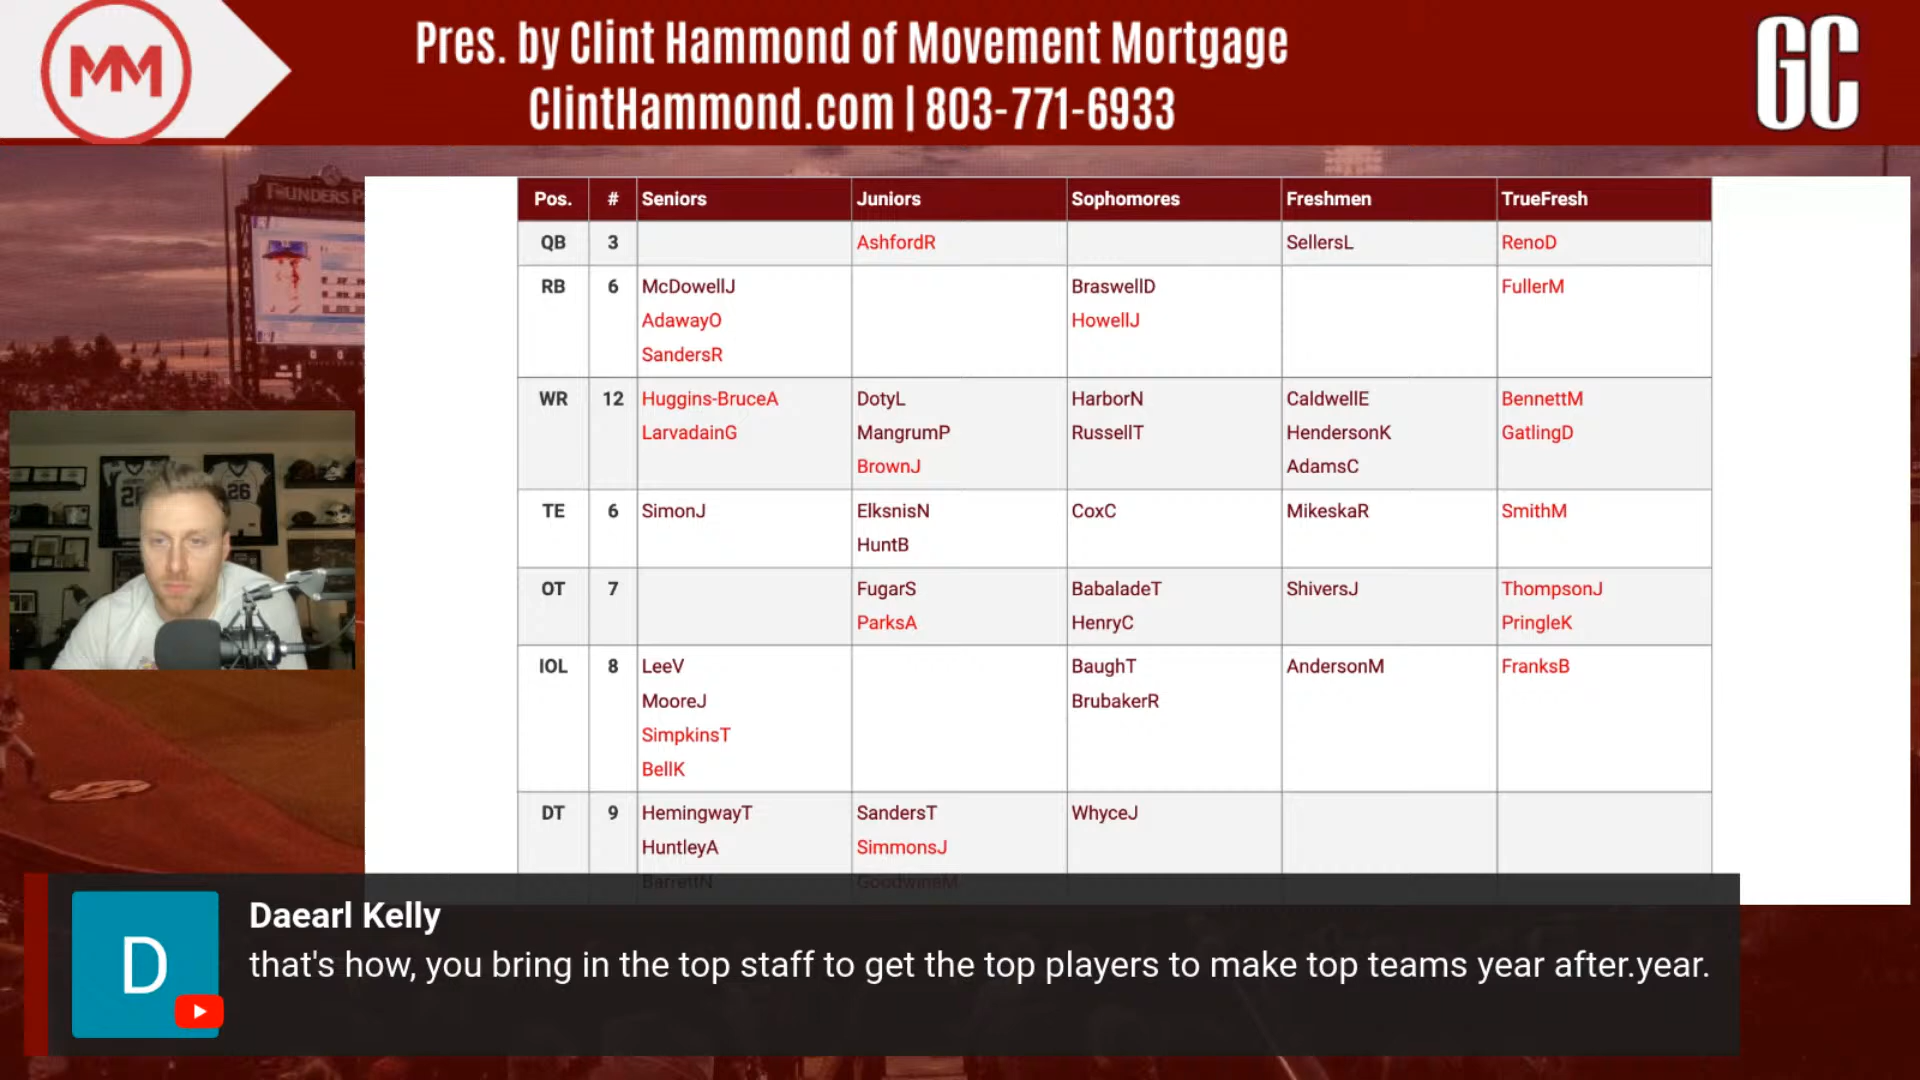 MM
Pres. by Clint Hammond of Movement Mortgage
ClintHammond.com | 803-771-6933
GC
FOUNDERS
26
Pos. # Seniors Juniors Sophomores Freshmen TrueFresh
QB 3 AshfordR SellersL RenoD
RB 6 McDowellJ BraswellD FullerM
AdawayO HowellJ
SandersR
WR 12 Huggins-BruceA DotyL HarborN CaldwellE BennettM
LarvadainG MangrumP RussellT HendersonK GatlingD
BrownJ AdamsC
TE 6 SimonJ ElksnisN CoxC MikeskaR SmithM
HuntB
OT 7 FugarS BabaladeT ShiversJ ThompsonJ
ParksA HenryC PringleK
IOL 8 LeeV BaughT AndersonM FranksB
MooreJ BrubakerR
SimpkinsT
BellK
DT 9 HemingwayT SandersT WhyceJ
HuntleyA SimmonsJ
BarrettN GoodwineM
D
Daearl Kelly
that's how, you bring in the top staff to get the top players to make top teams year after.year.